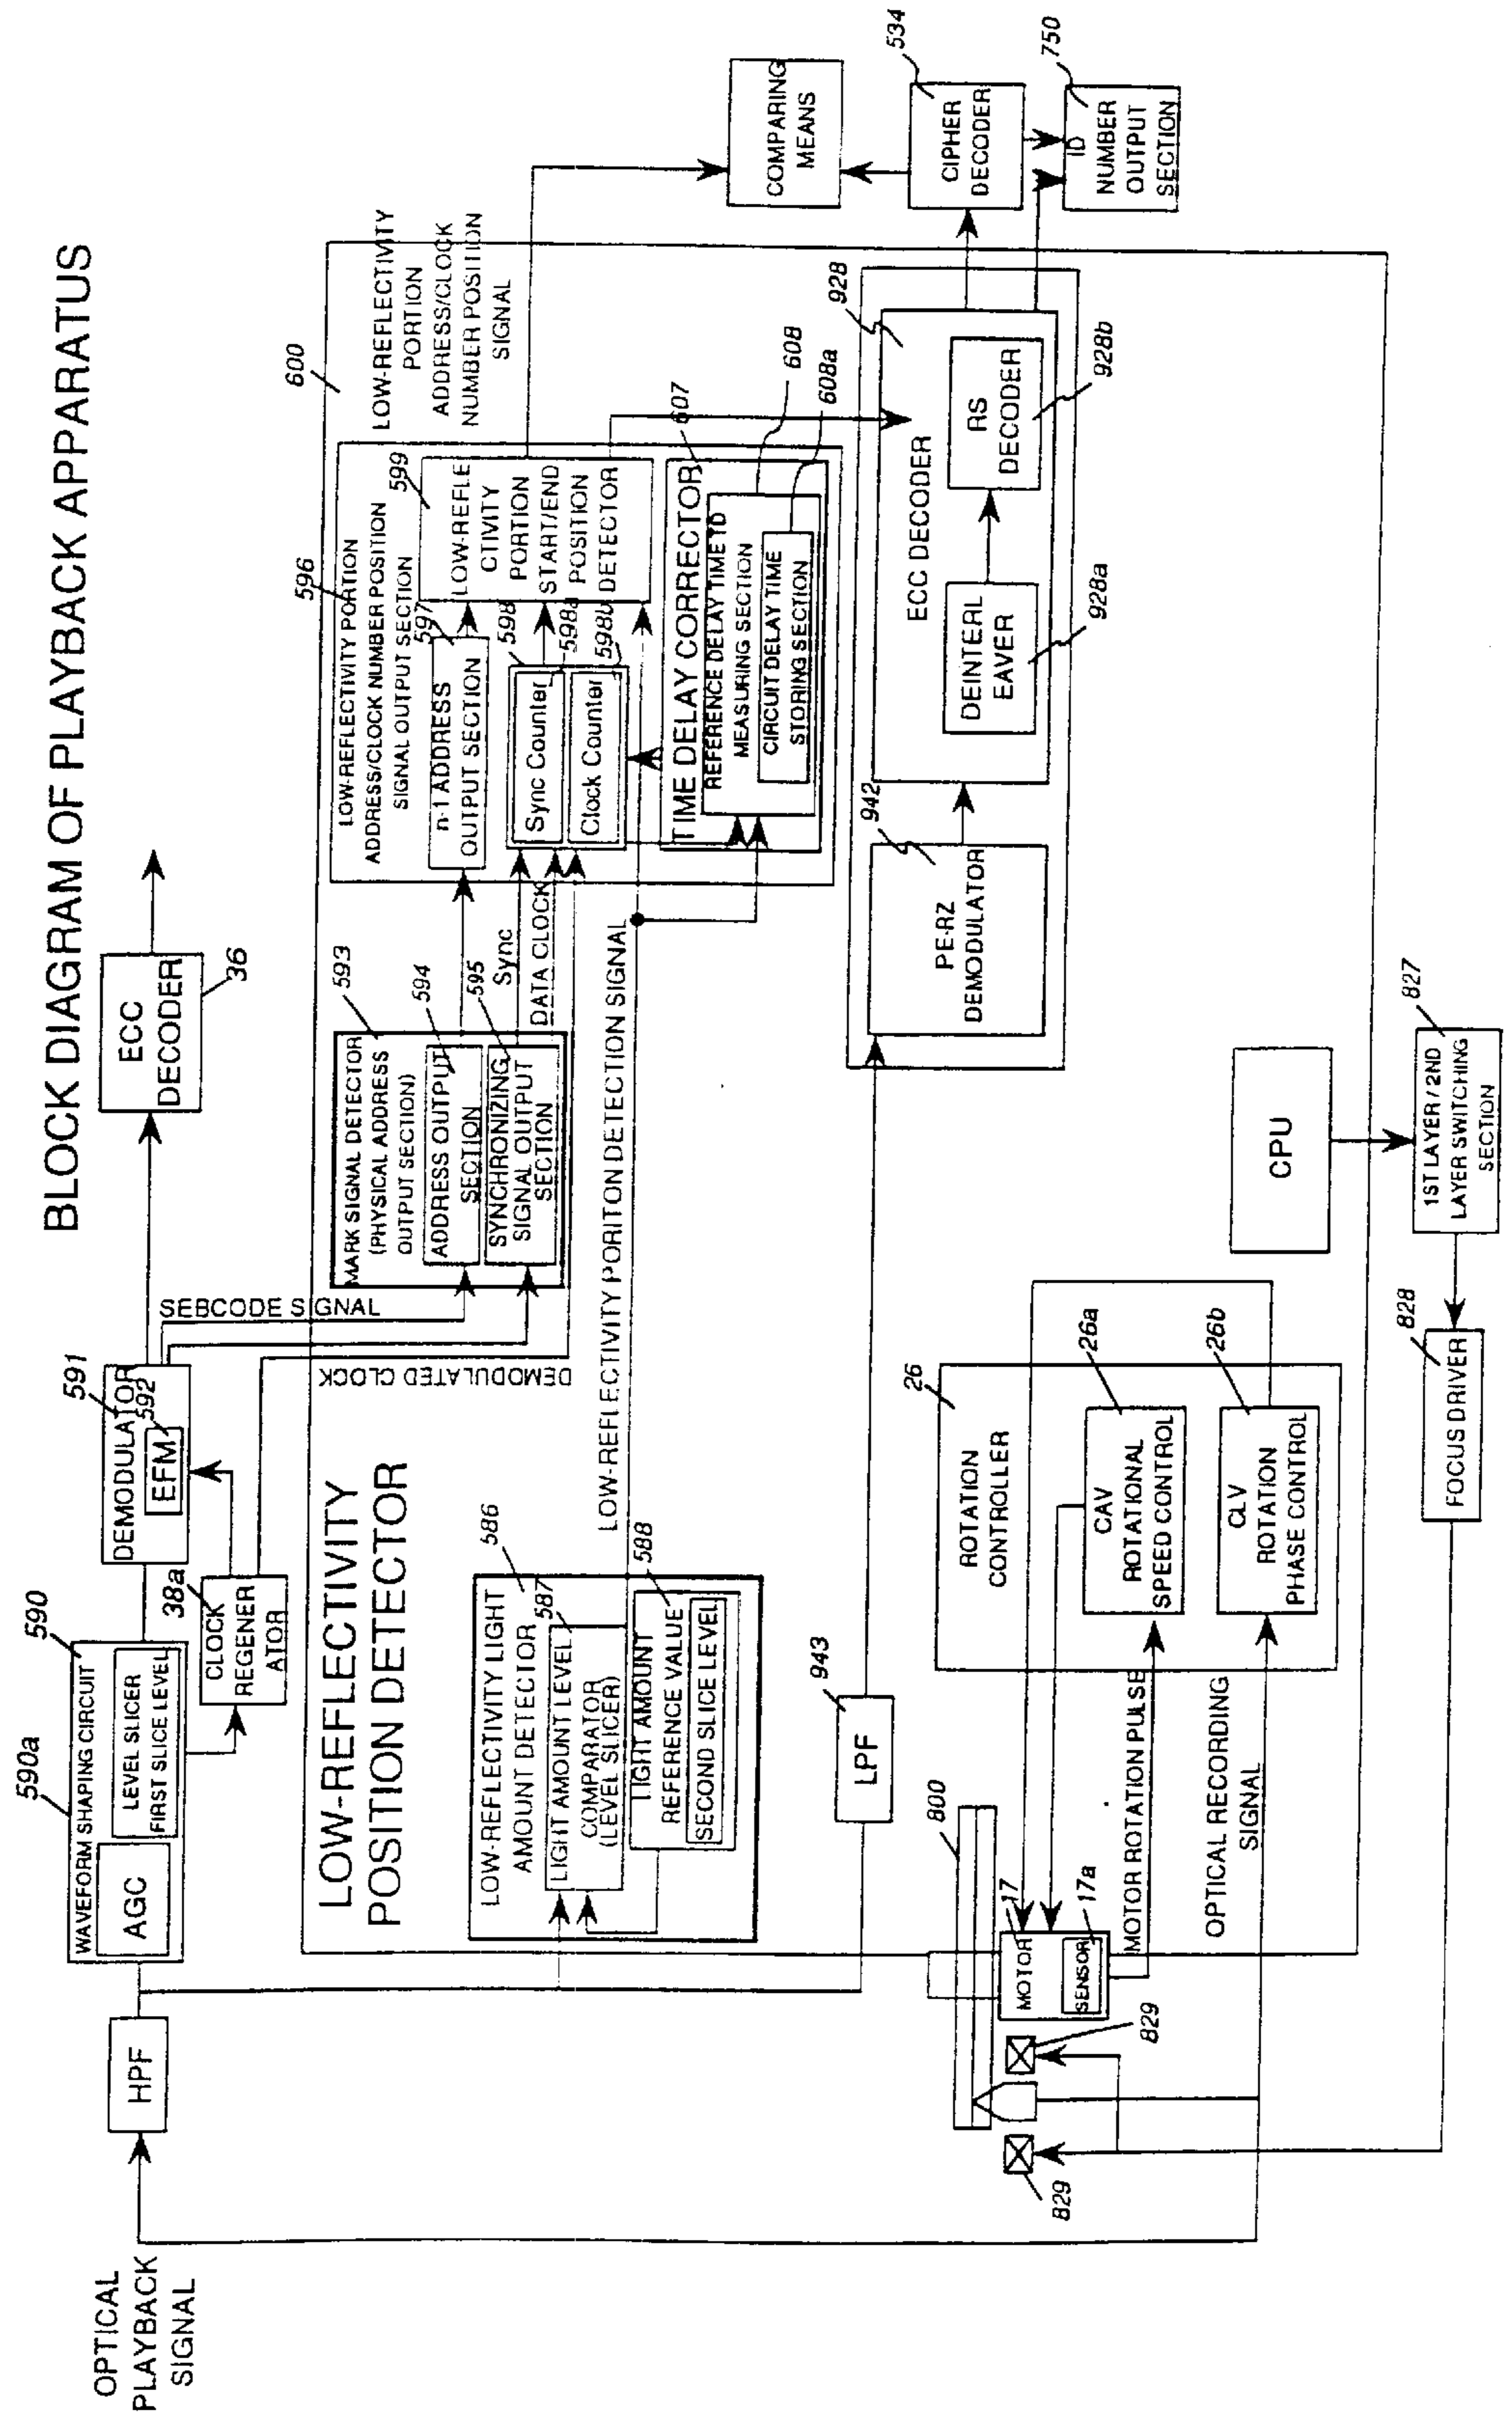 BLOCK DIAGRAM OF PLAYBACK APPARATUS
OPTICAL
PLAYBACK
SIGNAL
HPF
590a
590
WAVEFORM SHAPING CIRCUIT
AGC
LEVEL SLICER
FIRST SLICE LEVEL
38a
CLOCK
REGENER
ATOR
591
DEMODULATOR
592
EFM
ECC
DECODER
36
SEBCODE SIGNAL
DEMODULATED CLOCK
LOW-REFLECTIVITY
POSITION DETECTOR
600
586
LOW-REFLECTIVITY LIGHT
AMOUNT DETECTOR
587
LIGHT AMOUNT LEVEL
COMPARATOR
(LEVEL SLICER)
588
LIGHT AMOUNT
REFERENCE VALUE
SECOND SLICE LEVEL
LOW-REFLECTIVITY PORITON DETECTION SIGNAL
593
MARK SIGNAL DETECTOR
(PHYSICAL ADDRESS
OUTPUT SECTION)
594
ADDRESS OUTPUT
SECTION
595
SYNCHRONIZING
SIGNAL OUTPUT
SECTION
Sync
DATA CLOCK
596
LOW-REFLECTIVITY PORTION
ADDRESS/CLOCK NUMBER POSITION
SIGNAL OUTPUT SECTION
597
n-1 ADDRESS
OUTPUT SECTION
598
598a
598b
Sync Counter
Clock Counter
599
LOW-REFLE
CTIVITY
PORTION
START/END
POSITION
DETECTOR
LOW-REFLECTIVITY
PORTION
ADDRESS/CLOCK
NUMBER POSITION
SIGNAL
607
TIME DELAY CORRECTOR
608
REFERENCE DELAY TIME TD
MEASURING SECTION
608a
CIRCUIT DELAY TIME
STORING SECTION
COMPARING
MEANS
534
CIPHER
DECODER
750
ID
NUMBER
OUTPUT
SECTION
943
LPF
942
PE-RZ
DEMODULATOR
928
ECC DECODER
DEINTERL
EAVER
928a
RS
DECODER
928b
800
17
MOTOR
17a
SENSOR
829
829
MOTOR ROTATION PULSE
OPTICAL RECORDING
SIGNAL
26
ROTATION
CONTROLLER
26a
CAV
ROTATIONAL
SPEED CONTROL
26b
CLV
ROTATION
PHASE CONTROL
CPU
827
1ST LAYER / 2ND
LAYER SWITCHING
SECTION
828
FOCUS DRIVER